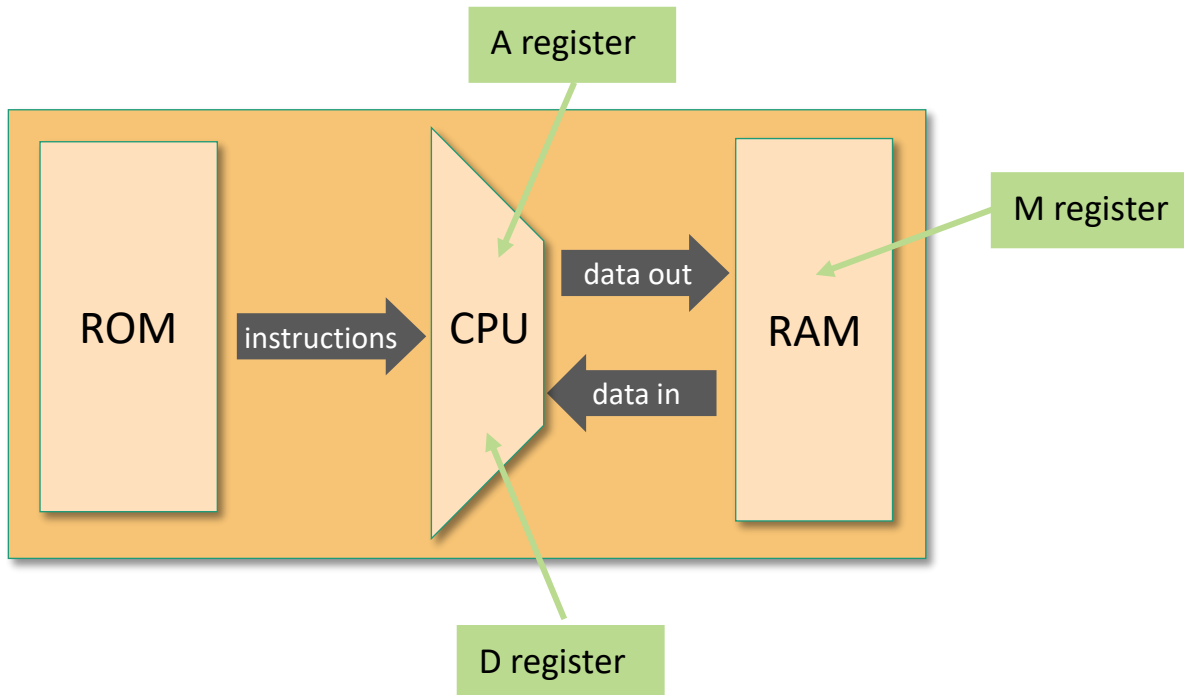 A register
M register
data out
ROM
instructions
CPU
RAM
data in
D register